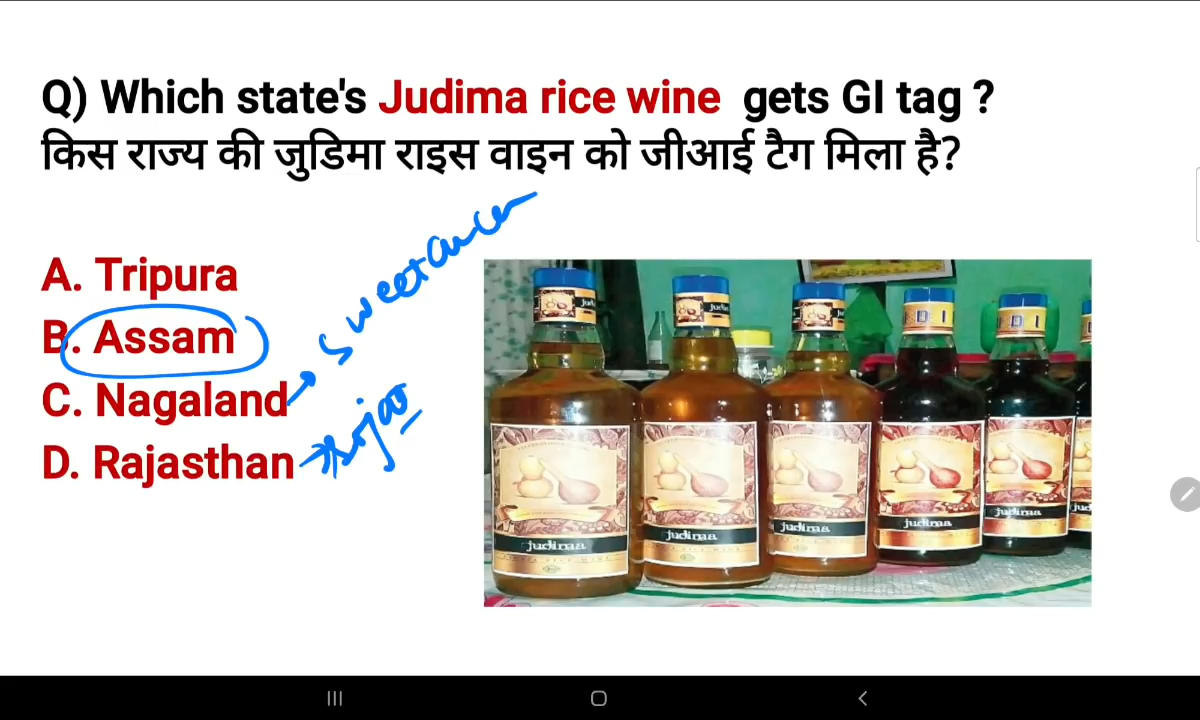 Q) Which state's Judima rice wine gets GI tag ?
किस राज्य की जुडिमा राइस वाइन को जीआई टैग मिला है?
A. Tripura
B. Assam
C. Nagaland
D. Rajasthan
judima
judima
judima
judima
judima